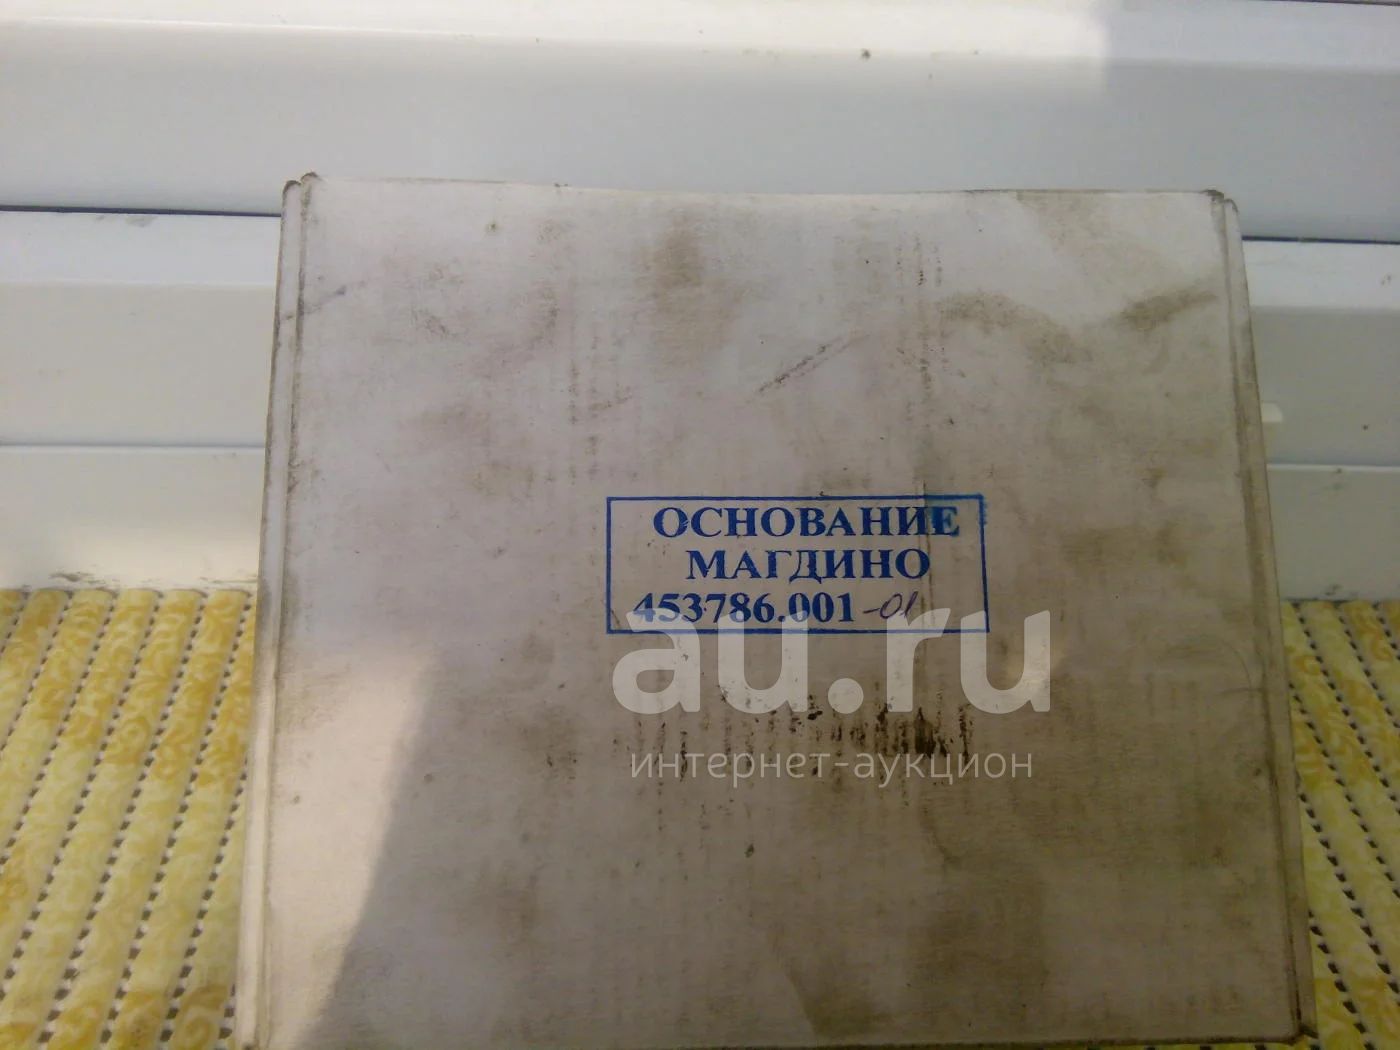 ОСНОВАНИЕ
МАГДИНО
453786.001-01
au.ru
интернет-аукцион